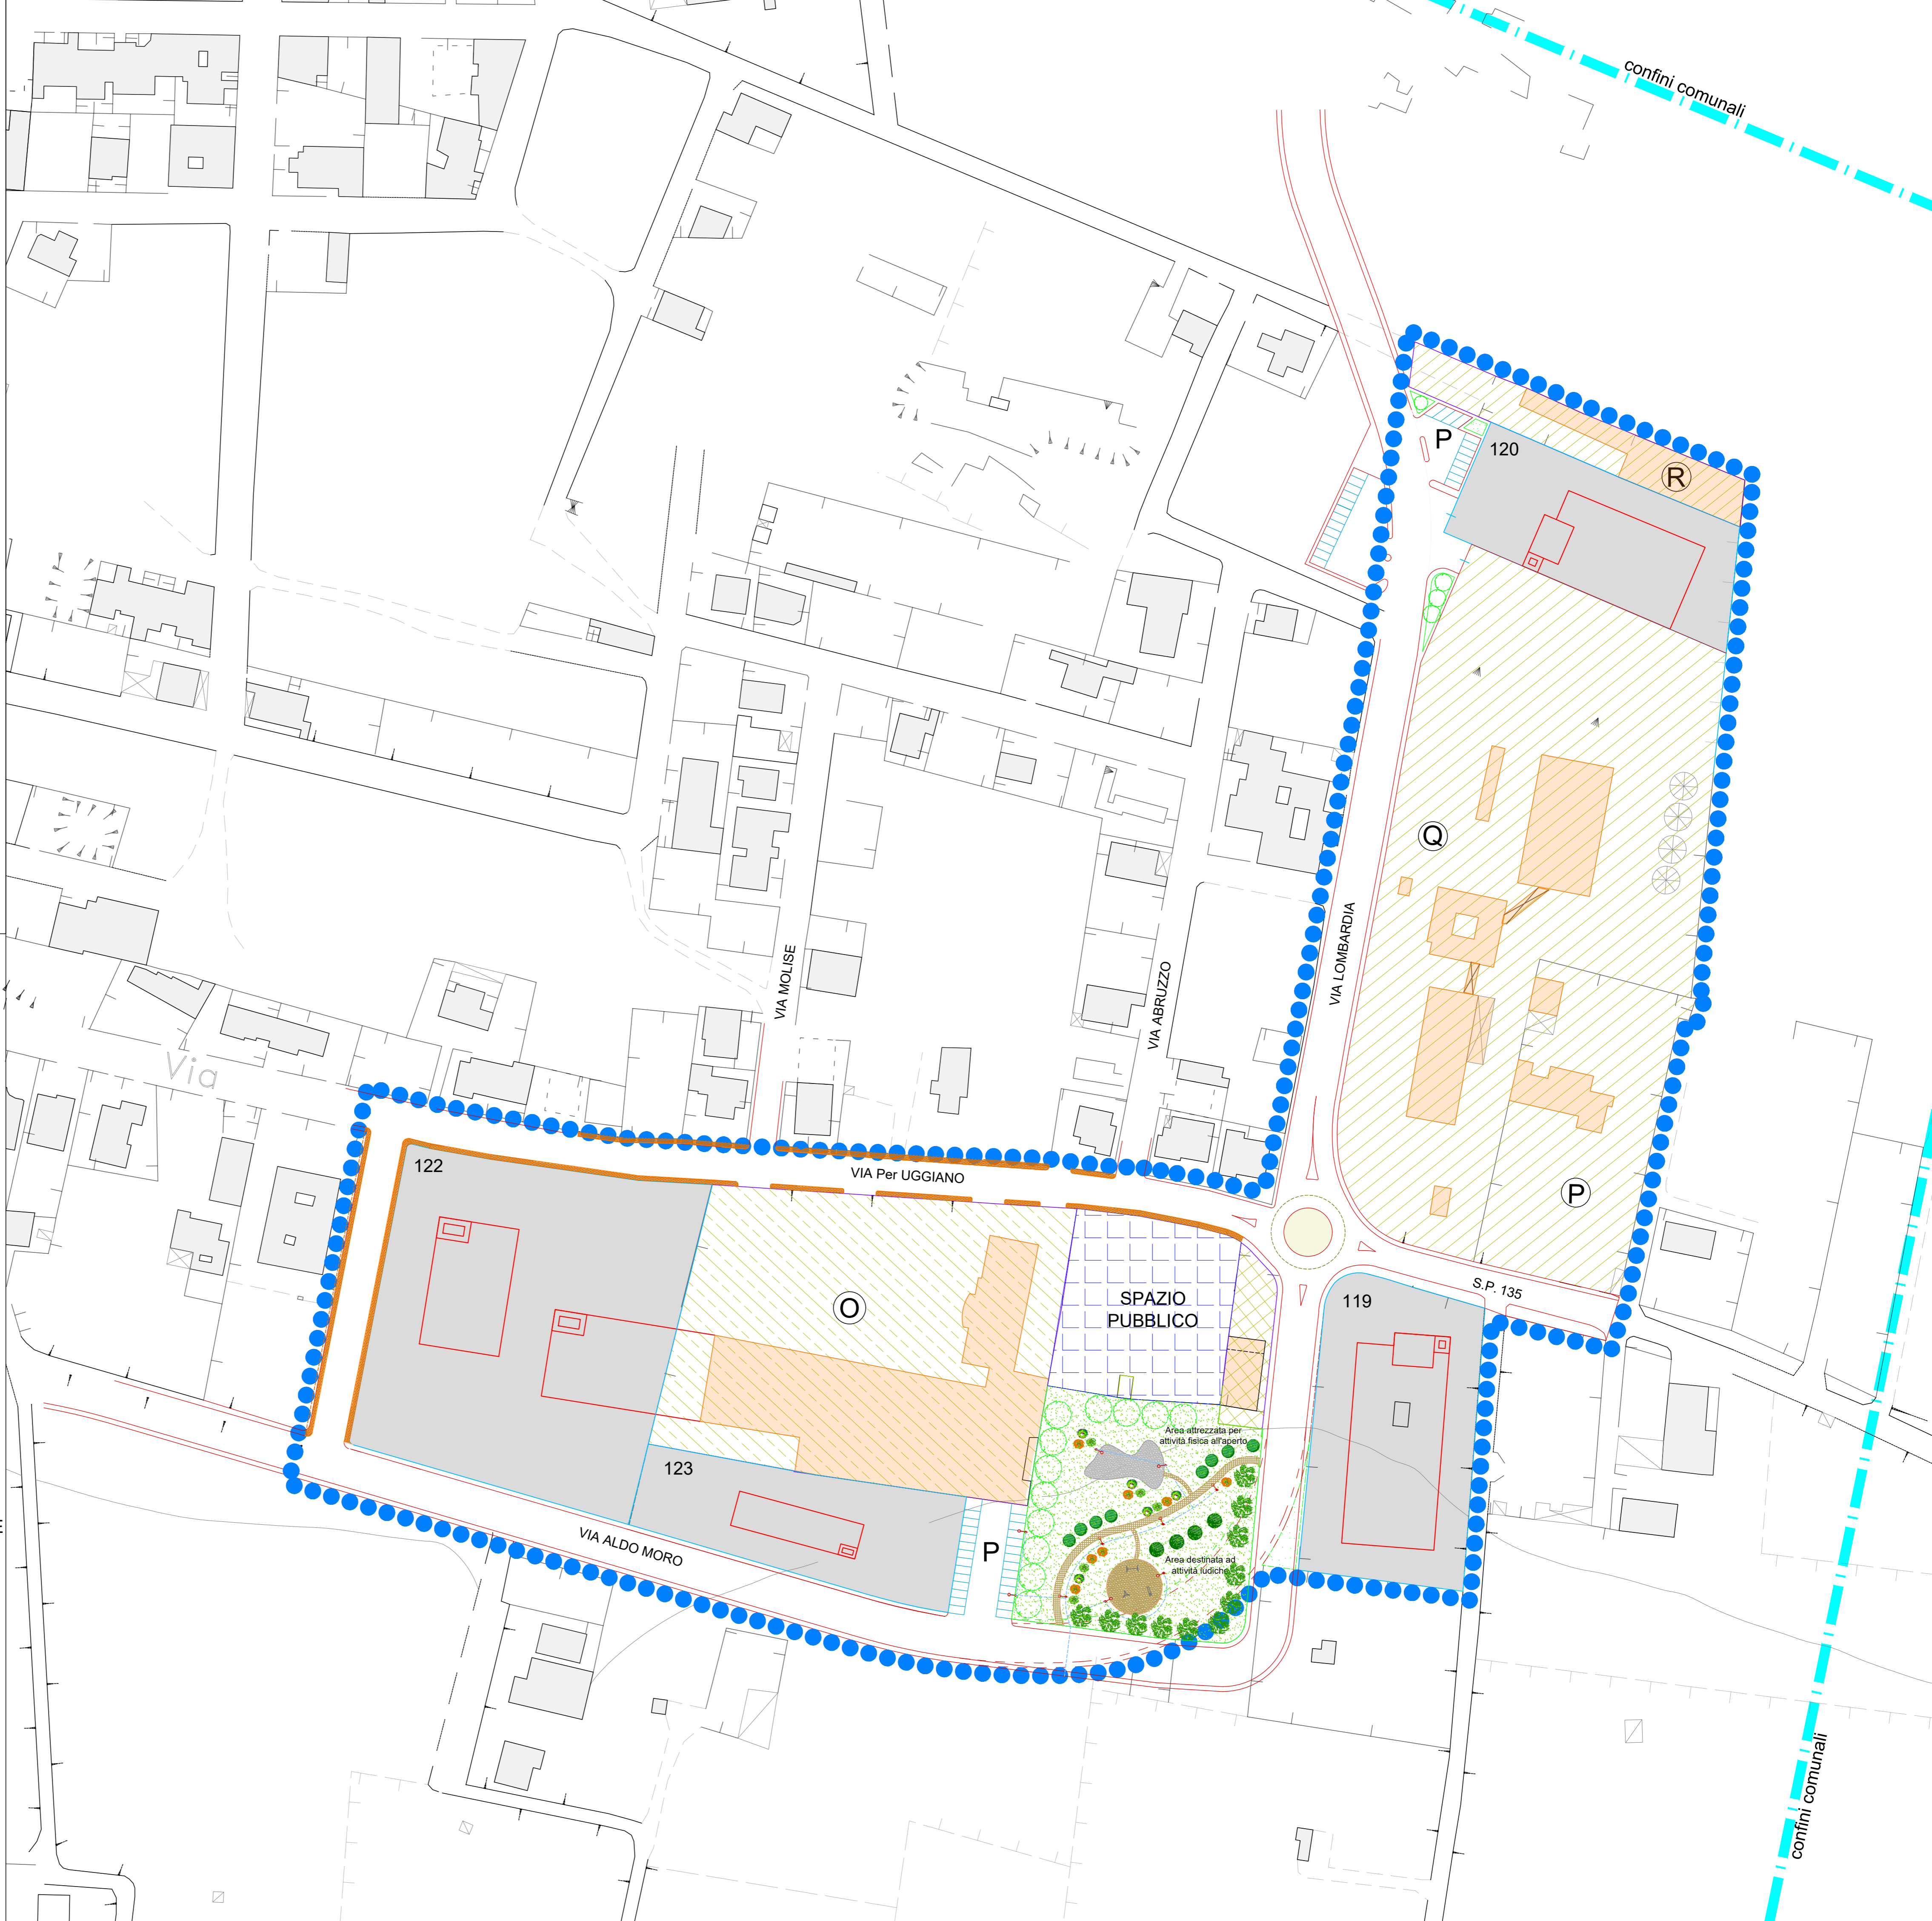 confini comunali
P
120
R
Q
VIA LOMBARDIA
VIA MOLISE
VIA ABRUZZO
Via
122
VIA Per UGGIANO
P
O
SPAZIO
PUBBLICO
119
S.P. 135
Area attrezzata per
attività fisica all'aperto
123
VIA ALDO MORO
P
Area destinata ad
attività ludiche
confini comunali